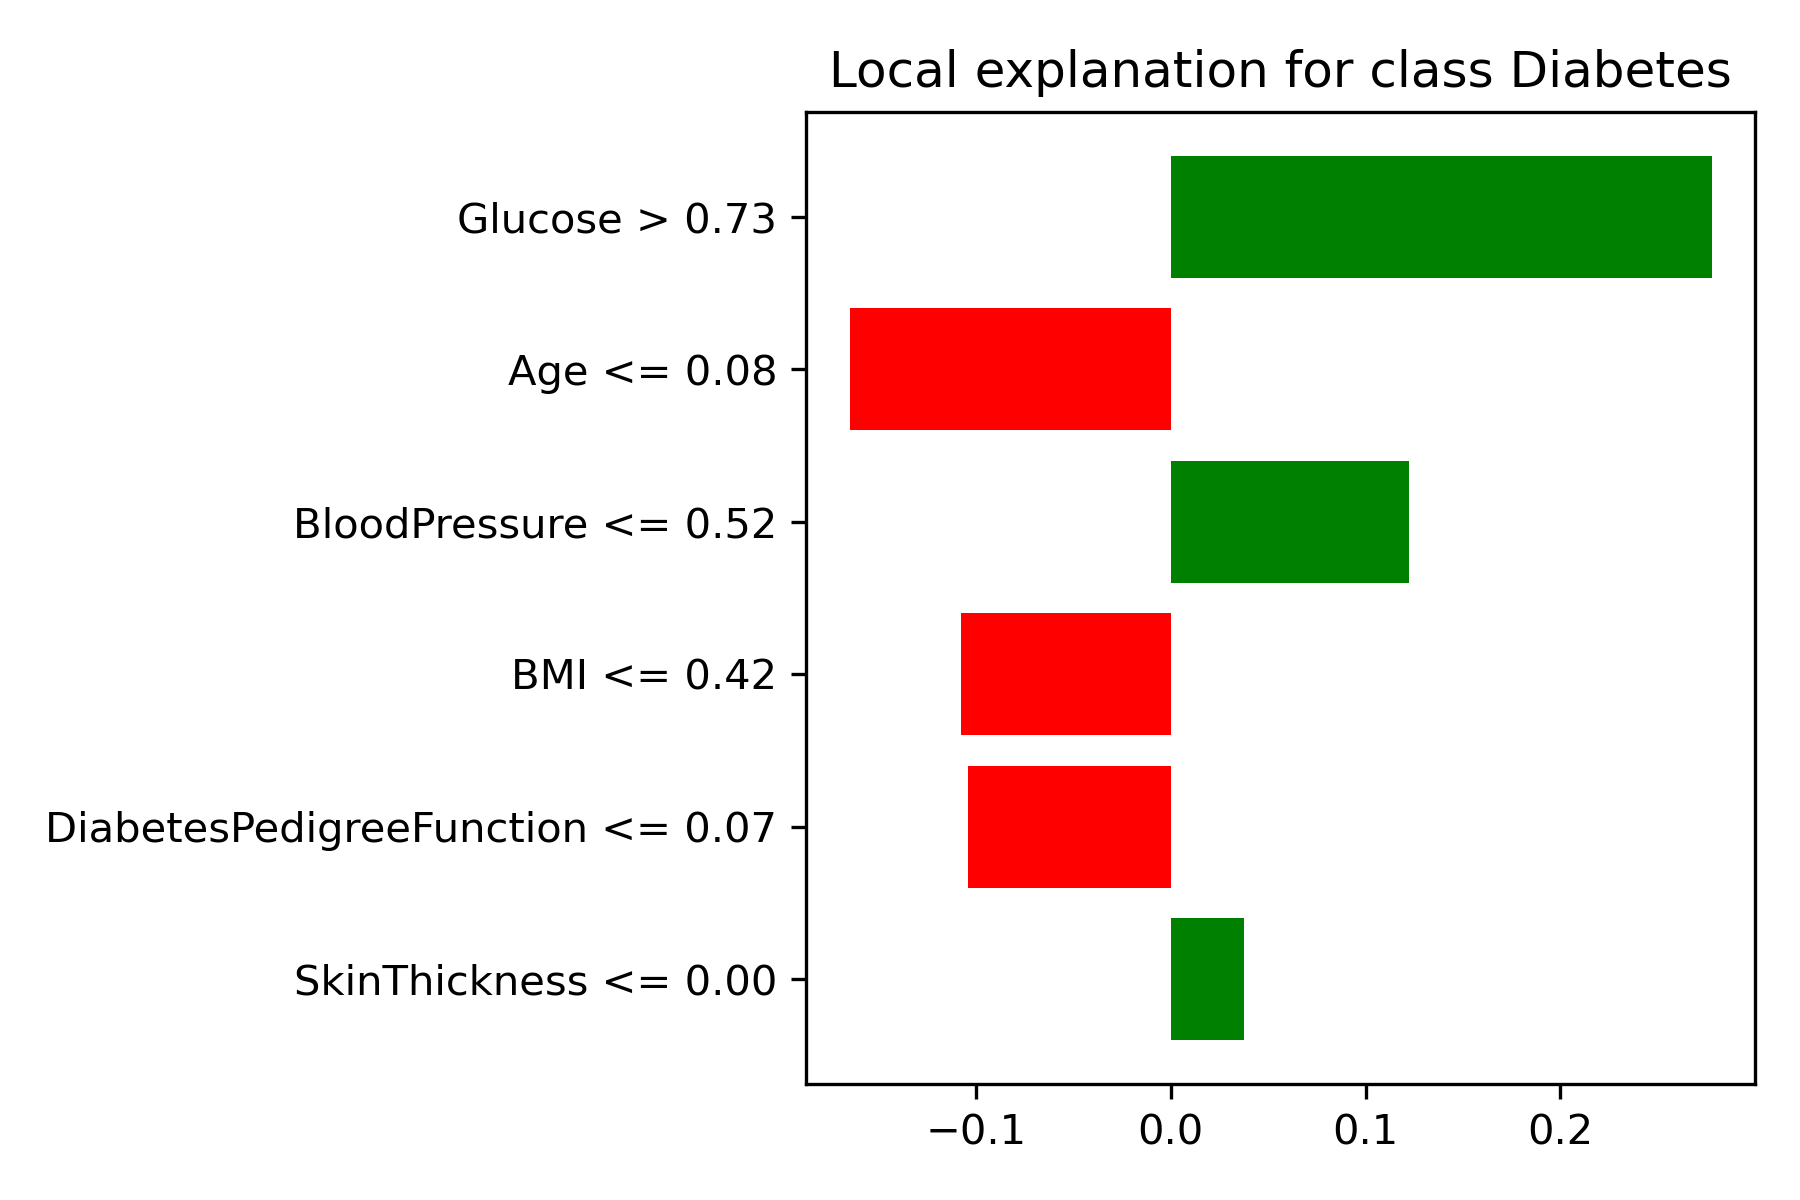 Local explanation for class Diabetes
Glucose > 0.73
Age <= 0.08
BloodPressure <= 0.52
BMI <= 0.42
DiabetesPedigreeFunction <= 0.07
SkinThickness <= 0.00
−0.1 0.0 0.1 0.2